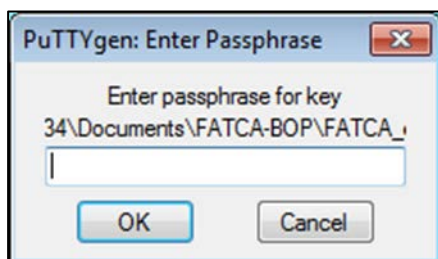 PuTTYgen: Enter Passphrase
Enter passphrase for key
34\Documents\FATCA-BOP\FATCA_
OK
Cancel